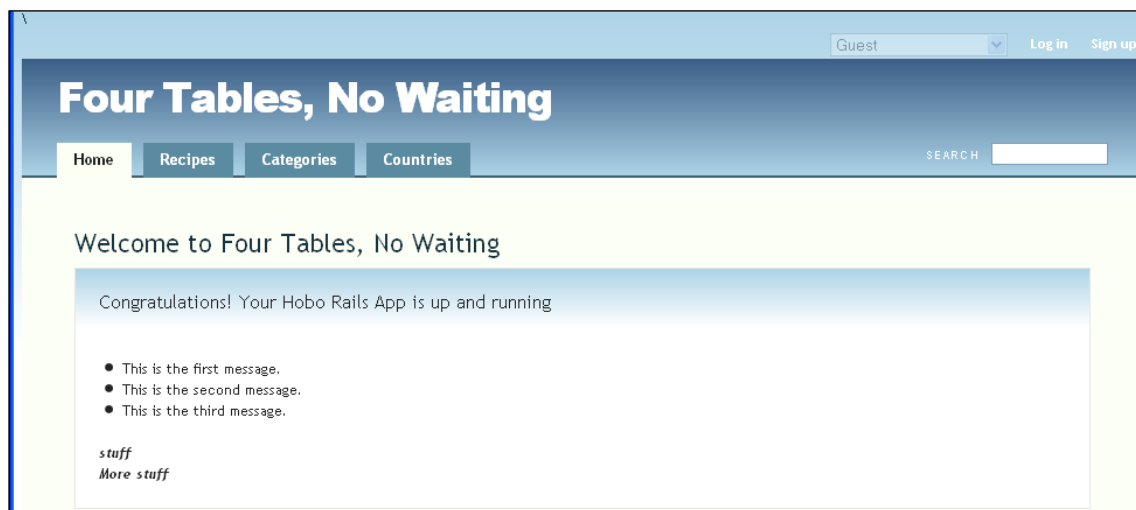 \
Guest Log in Sign up
Four Tables, No Waiting
Home Recipes Categories Countries SEARCH
Welcome to Four Tables, No Waiting
Congratulations! Your Hobo Rails App is up and running
This is the first message.
This is the second message.
This is the third message.
stuff
More stuff